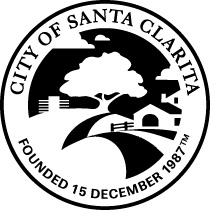 CITY OF SANTA CLARITA
FOUNDED 15 DECEMBER 1987™